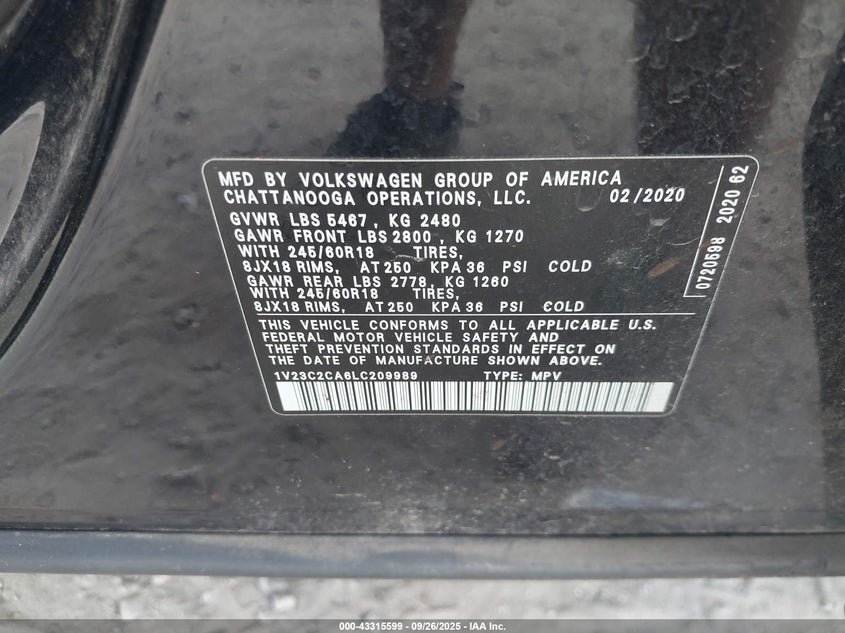 MFD BY VOLKSWAGEN GROUP OF AMERICA
CHATTANOOGA OPERATIONS, LLC. 02/2020
GVWR LBS 5467 , KG 2480
GAWR FRONT LBS 2800 , KG 1270
WITH 245/60R18 TIRES,
8JX18 RIMS, AT 250 KPA 36 PSI COLD
GAWR REAR LBS 2778, KG 1260
WITH 245/60R18 TIRES,
8JX18 RIMS, AT 250 KPA 36 PSI COLD
THIS VEHICLE CONFORMS TO ALL APPLICABLE U.S.
FEDERAL MOTOR VEHICLE SAFETY AND
THEFT PREVENTION STANDARDS IN EFFECT ON
THE DATE OF MANUFACTURE SHOWN ABOVE.
1V23C2CA6LC209989 TYPE: MPV
0720598 2020 62
000-43315599 - 09/26/2025 - IAA Inc.